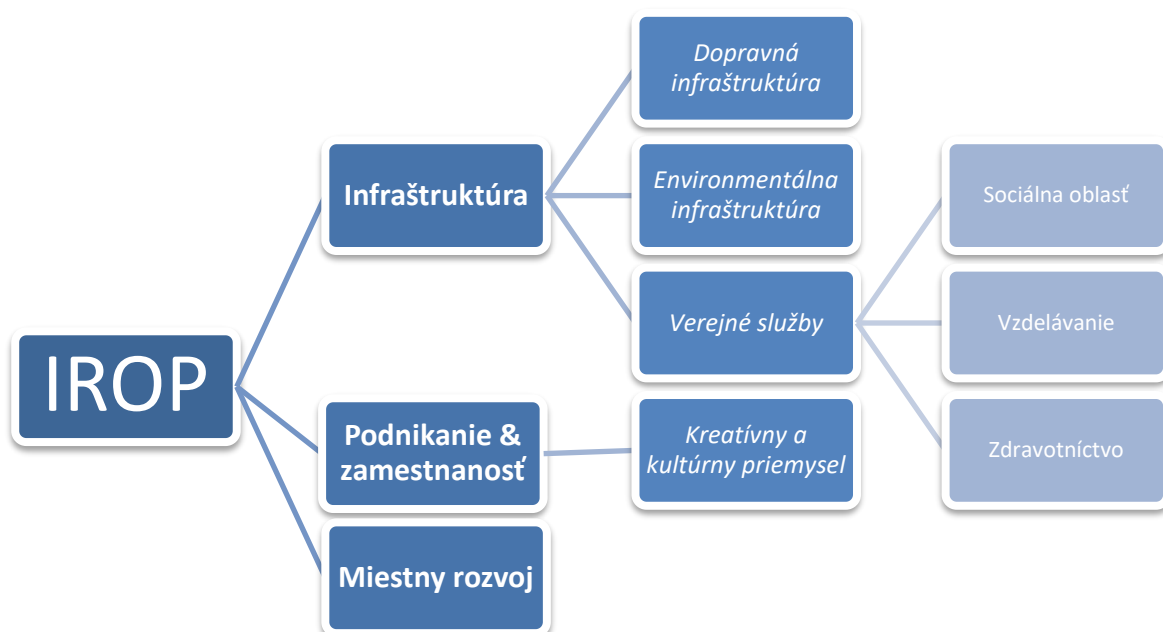 IROP
Infraštruktúra
Podnikanie &
zamestnanosť
Miestny rozvoj
Dopravná
infraštruktúra
Environmentálna
infraštruktúra
Verejné služby
Kreatívny a
kultúrny priemysel
Sociálna oblasť
Vzdelávanie
Zdravotníctvo